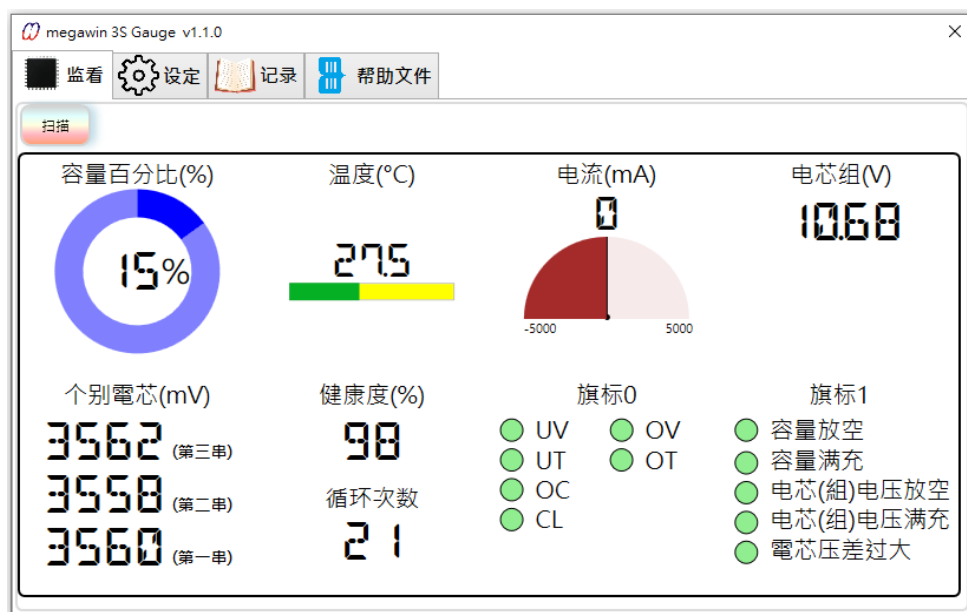 megawin 3S Gauge v1.1.0
监看 设定 记录 帮助文件
扫描
容量百分比(%)
15%
温度(°C)
27.5
电流(mA)
0
-5000 5000
电芯组(V)
10.68
个别電芯(mV)
3562 (第三串)
3558 (第二串)
3560 (第一串)
健康度(%)
98
循环次数
21
旗标0
UV OV
UT OT
OC
CL
旗标1
容量放空
容量满充
电芯(組)电压放空
电芯(组)电压满充
電芯压差过大